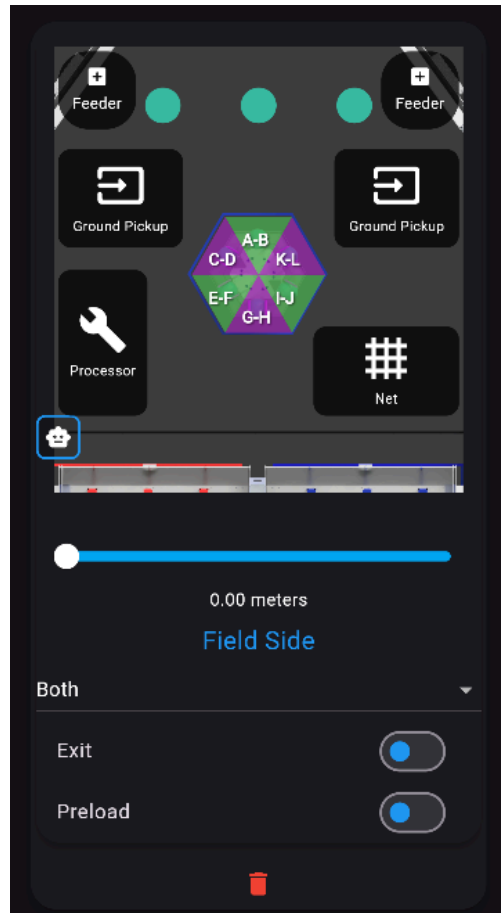 Feeder
Feeder
Ground Pickup
Ground Pickup
A-B
C-D
K-L
E-F
I-J
G-H
Processor
Net
0.00 meters
Field Side
Both
Exit
Preload